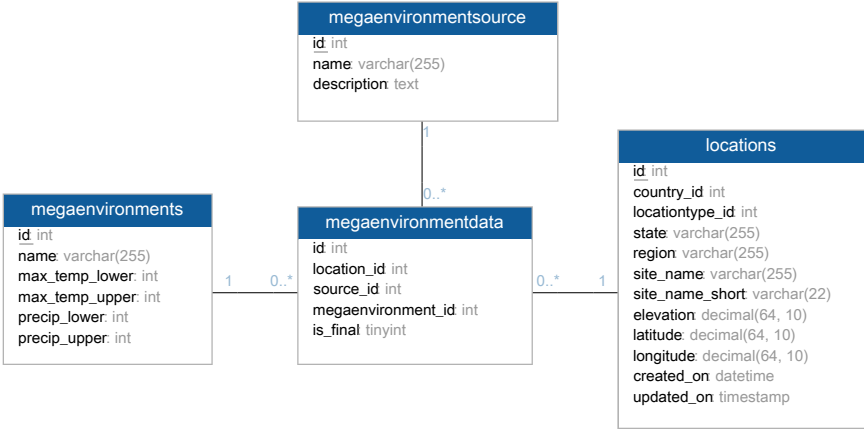 megaenvironmentsource
id: int
name: varchar(255)
description: text
1
0..*
locations
id: int
country_id: int
locationtype_id: int
state: varchar(255)
region: varchar(255)
site_name: varchar(255)
site_name_short: varchar(22)
elevation: decimal(64, 10)
latitude: decimal(64, 10)
longitude: decimal(64, 10)
created_on: datetime
updated_on: timestamp
megaenvironments
id: int
name: varchar(255)
max_temp_lower: int
max_temp_upper: int
precip_lower: int
precip_upper: int
1
0..*
megaenvironmentdata
id: int
location_id: int
source_id: int
megaenvironment_id: int
is_final: tinyint
0..*
1